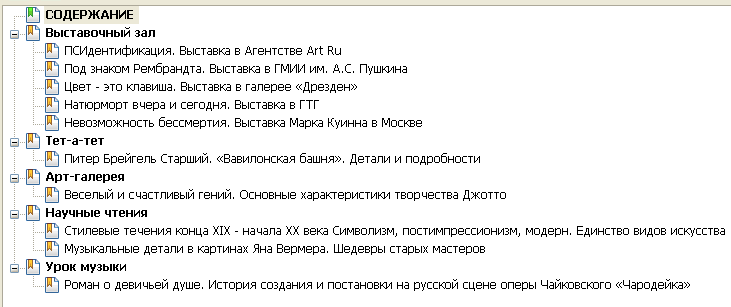 СОДЕРЖАНИЕ
Выставочный зал
ПСИдентификация. Выставка в Агентстве Art Ru
Под знаком Рембрандта. Выставка в ГМИИ им. А.С. Пушкина
Цвет - это клавиша. Выставка в галерее «Дрезден»
Натюрморт вчера и сегодня. Выставка в ГТГ
Невозможность бессмертия. Выставка Марка Куинна в Москве
Тет-а-тет
Питер Брейгель Старший. «Вавилонская башня». Детали и подробности
Арт-галерея
Веселый и счастливый гений. Основные характеристики творчества Джотто
Научные чтения
Стилевые течения конца XIX - начала XX века Символизм, постимпрессионизм, модерн. Единство видов искусства
Музыкальные детали в картинах Яна Вермера. Шедевры старых мастеров
Урок музыки
Роман о девичьей душе. История создания и постановки на русской сцене оперы Чайковского «Чародейка»